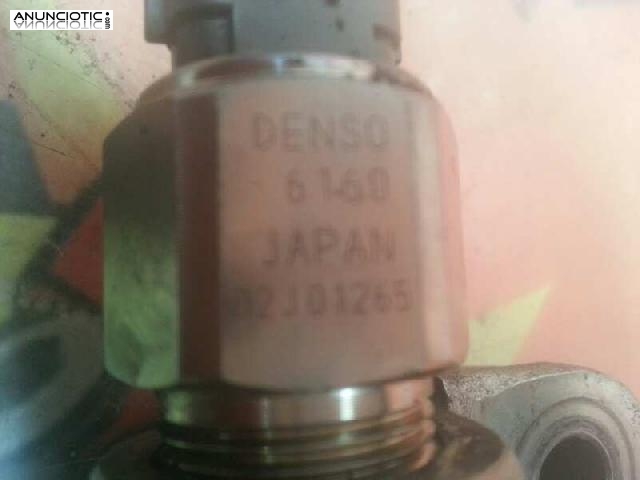 ANUNCIOTIC.com
DENSO
6160
JAPAN
02J01265